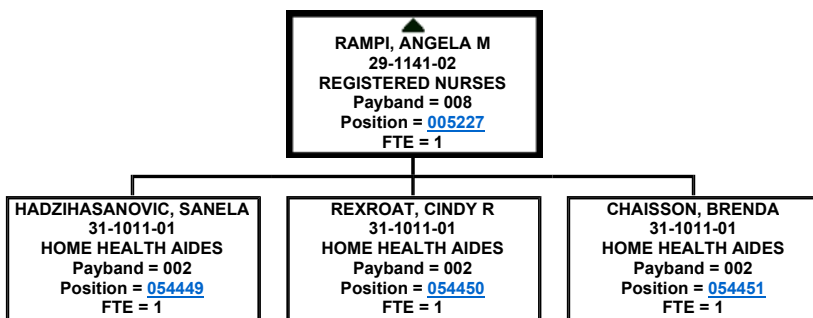 RAMPI, ANGELA M
29-1141-02
REGISTERED NURSES
Payband = 008
Position = 005227
FTE = 1
HADZIHASANOVIC, SANELA
31-1011-01
HOME HEALTH AIDES
Payband = 002
Position = 054449
FTE = 1
REXROAT, CINDY R
31-1011-01
HOME HEALTH AIDES
Payband = 002
Position = 054450
FTE = 1
CHAISSON, BRENDA
31-1011-01
HOME HEALTH AIDES
Payband = 002
Position = 054451
FTE = 1